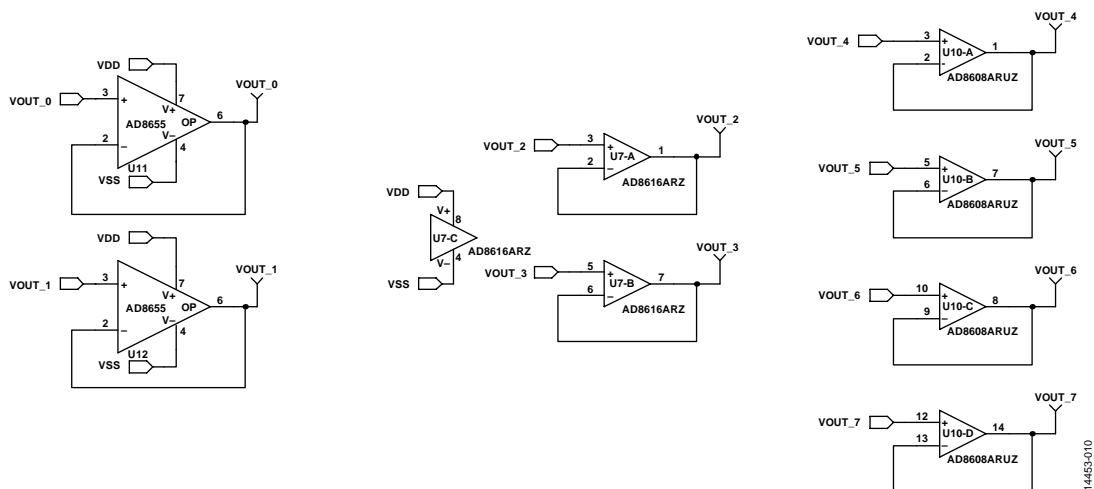 VDD
VOUT_0
3
+
7
V+
AD8655
OP
6
VOUT_0
2
−
V−
4
U11
VSS
VDD
VOUT_1
3
+
7
V+
AD8655
OP
6
VOUT_1
2
−
V−
4
U12
VSS
VDD
V+
8
U7-C
AD8616ARZ
V−
4
VSS
VOUT_2
3
+
2
−
U7-A
1
AD8616ARZ
VOUT_2
VOUT_3
5
+
6
−
U7-B
7
AD8616ARZ
VOUT_3
VOUT_4
3
+
2
-
U10-A
1
AD8608ARUZ
VOUT_4
VOUT_5
5
+
6
−
U10-B
7
AD8608ARUZ
VOUT_5
VOUT_6
10
+
9
−
U10-C
8
AD8608ARUZ
VOUT_6
VOUT_7
12
+
13
−
U10-D
14
AD8608ARUZ
VOUT_7
14453-010